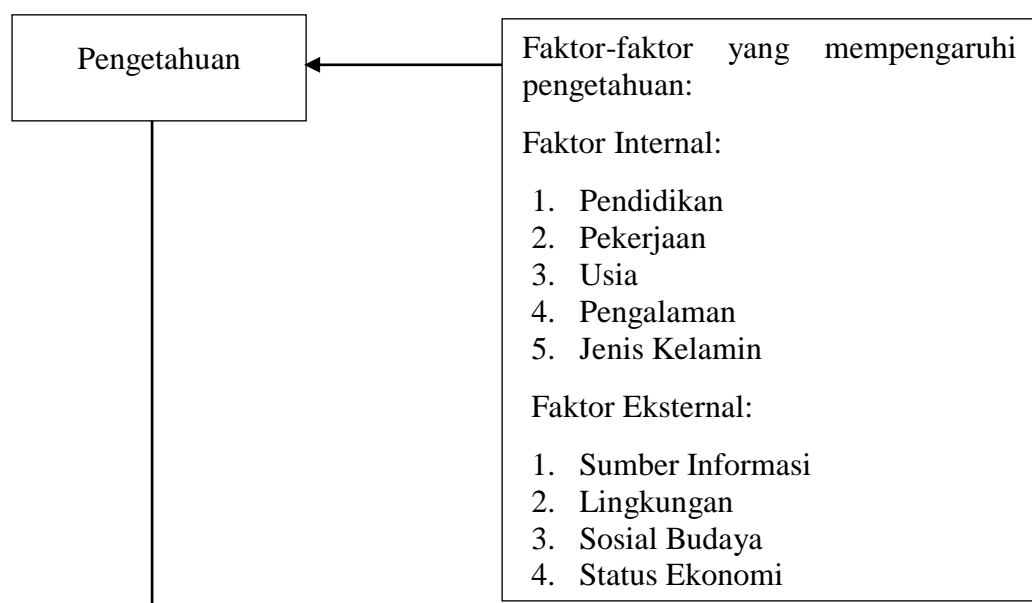 Pengetahuan
Faktor-faktor yang mempengaruhi
pengetahuan:
Faktor Internal:
1. Pendidikan
2. Pekerjaan
3. Usia
4. Pengalaman
5. Jenis Kelamin
Faktor Eksternal:
1. Sumber Informasi
2. Lingkungan
3. Sosial Budaya
4. Status Ekonomi